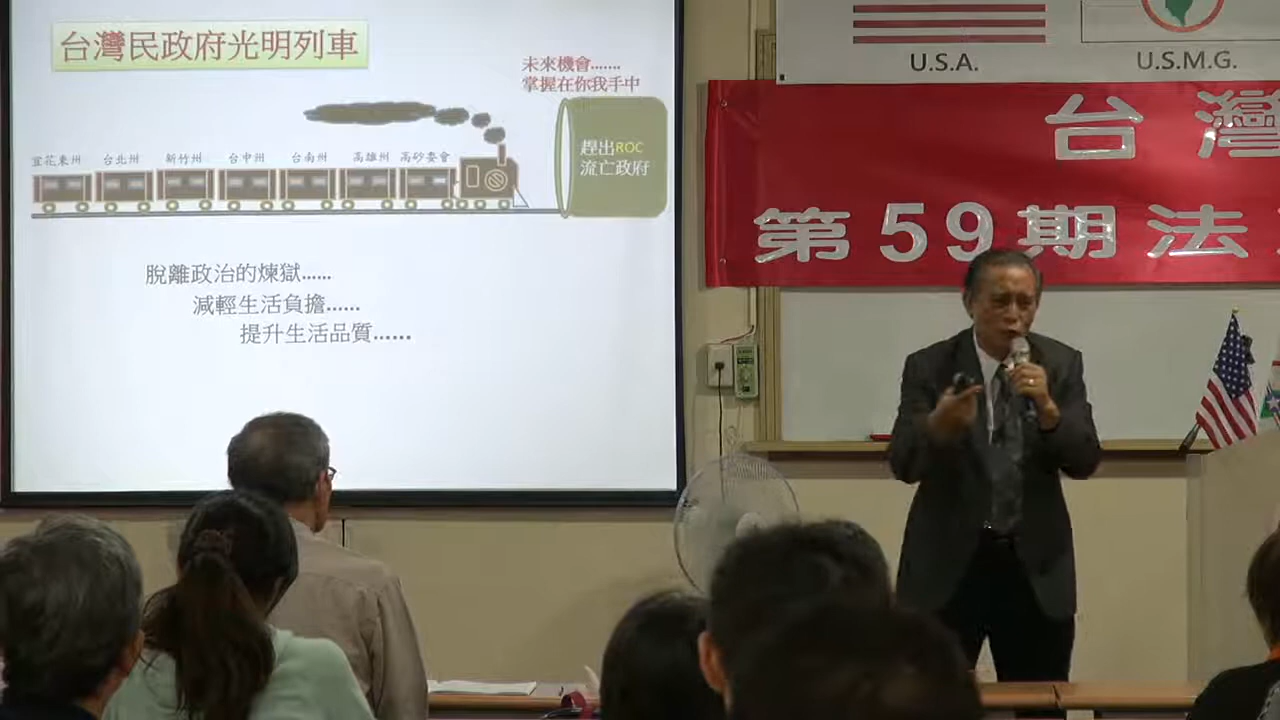 台灣民政府光明列車
未來機會.......
掌握在你我手中
宜花東州 台北州 新竹州 台中州 台南州 高雄州 高砂委會
趕出ROC
流亡政府
脫離政治的煉獄......
減輕生活負擔......
提升生活品質......
U.S.A. U.S.M.G.
台灣
第59期法